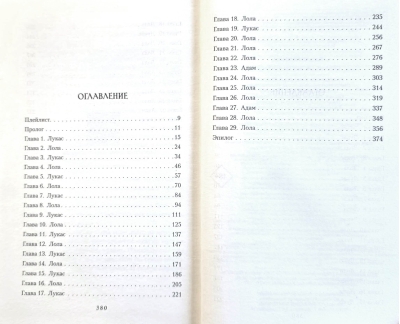 ОГЛАВЛЕНИЕ
Плейлист. 9
Пролог 11
Глава 1. Лукас 15
Глава 2. Лола 24
Глава 3. Лукас 34
Глава 4. Лола 46
Глава 5. Лукас 57
Глава 6. Лола 70
Глава 7. Лукас 84
Глава 8. Лола 94
Глава 9. Лукас 111
Глава 10. Лола 125
Глава 11. Лукас 137
Глава 12. Лола 147
Глава 13. Лукас 159
Глава 14. Лола 171
Глава 15. Лукас 186
Глава 16. Лола 205
Глава 17. Лукас 221
380
Глава 18. Лола 235
Глава 19. Лукас 244
Глава 20. Лола 256
Глава 21. Лола 267
Глава 22. Лола 276
Глава 23. Адам 289
Глава 24. Лола 303
Глава 25. Лола 314
Глава 26. Лола 319
Глава 27. Адам 337
Глава 28. Лола 348
Глава 29. Лола 356
Эпилог 374